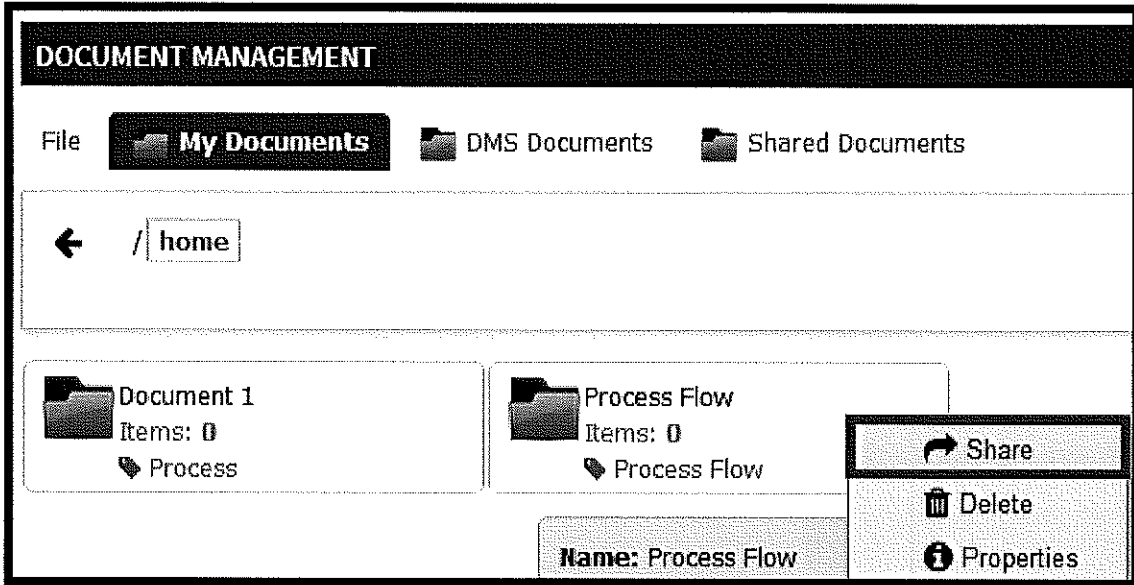 DOCUMENT MANAGEMENT
File My Documents DMS Documents Shared Documents
/ home
Document 1
Items: 0
Process
Process Flow
Items: 0
Process Flow
Share
Delete
Properties
Name: Process Flow